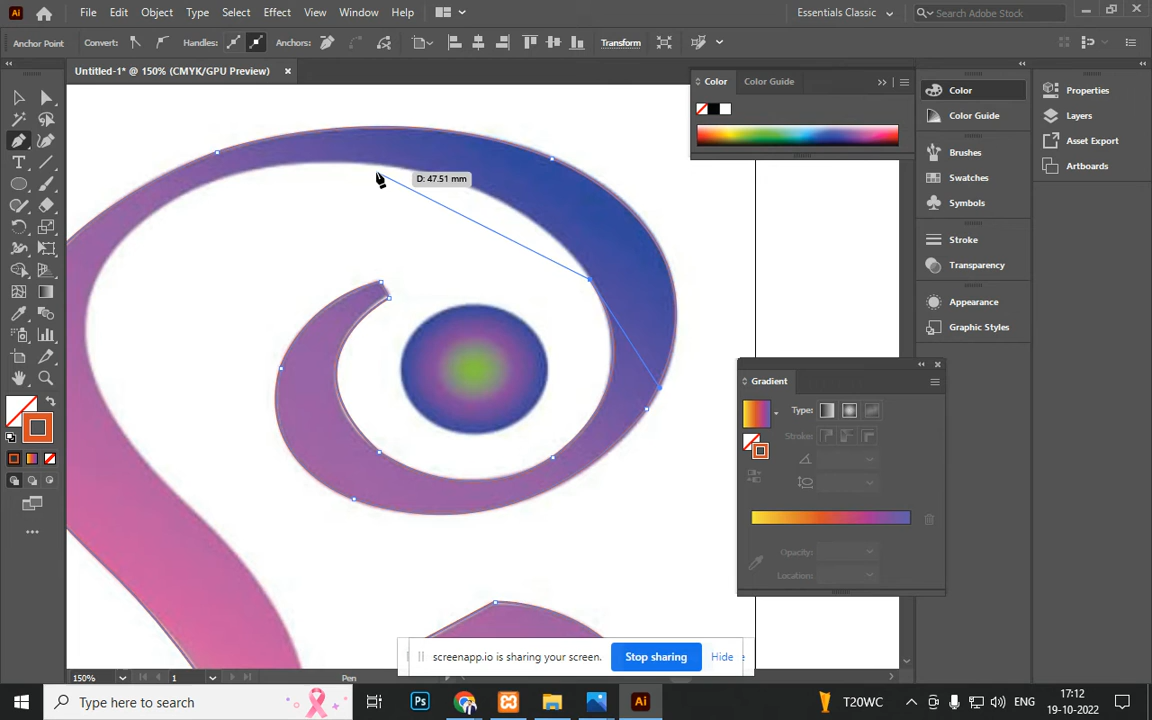 Ai File Edit Object Type Select Effect View Window Help Essentials Classic Search Adobe Stock
Anchor Point Convert: Handles: Anchors: Transform
Untitled-1* @ 150% (CMYK/GPU Preview)
Color Color Guide
D: 47.51 mm
Color
Color Guide
Brushes
Swatches
Symbols
Stroke
Transparency
Appearance
Graphic Styles
Properties
Layers
Asset Export
Artboards
Gradient
Type:
Stroke:
Opacity:
Location:
screenapp.io is sharing your screen. Stop sharing Hide
150% 1 Pen
Type here to search Ps Ai T20WC ENG 17:12
19-10-2022